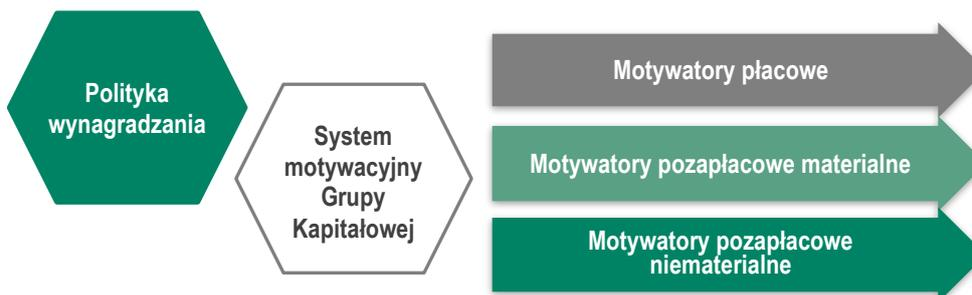 Polityka
wynagradzania
System
motywacyjny
Grupy
Kapitałowej
Motywatory płacowe
Motywatory pozapłacowe materialne
Motywatory pozapłacowe
niematerialne